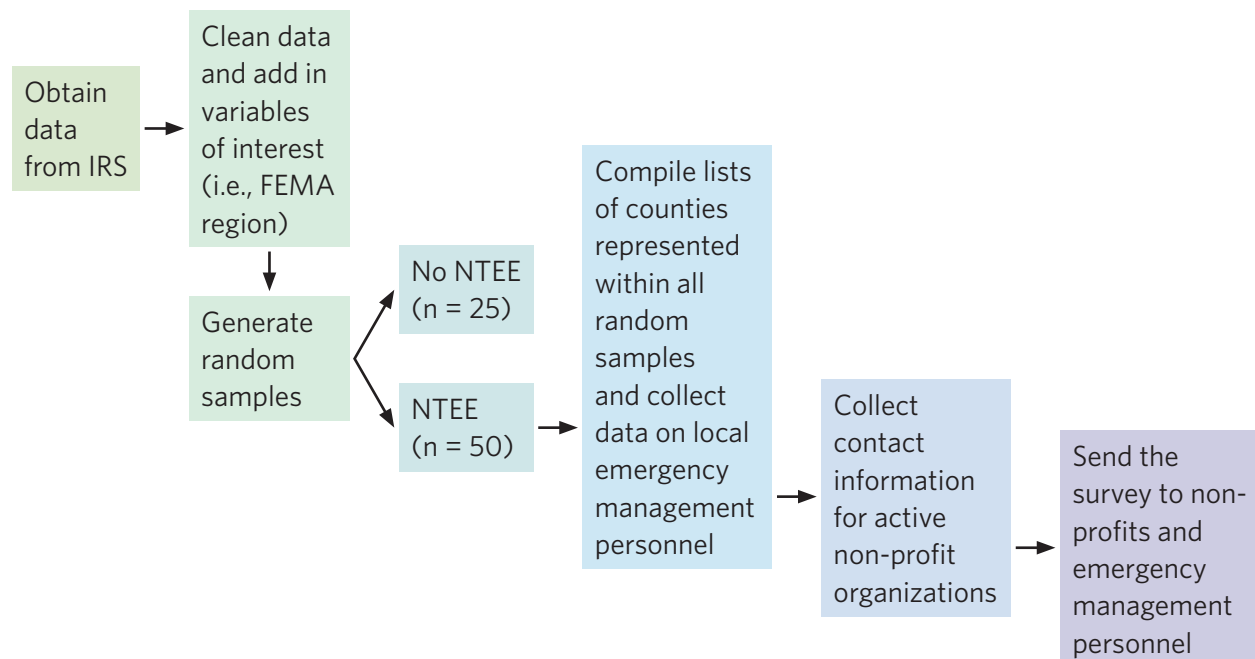 Obtain
data
from IRS
Clean data
and add in
variables
of interest
(i.e., FEMA
region)
Generate
random
samples
No NTEE
(n = 25)
NTEE
(n = 50)
Compile lists
of counties
represented
within all
random
samples
and collect
data on local
emergency
management
personnel
Collect
contact
information
for active
non-profit
organizations
Send the
survey to non-
profits and
emergency
management
personnel